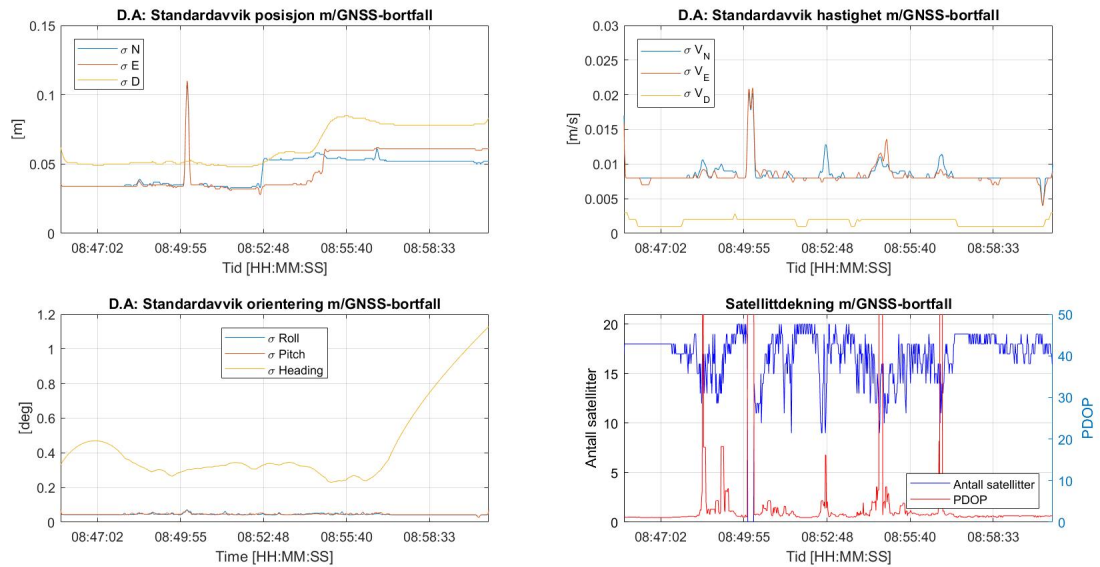 D.A: Standardavvik posisjon m/GNSS-bortfall
0.15
0.1
0.05
0
[m]
σ N
σ E
σ D
08:47:02 08:49:55 08:52:48 08:55:40 08:58:33
Tid [HH:MM:SS]
D.A: Standardavvik hastighet m/GNSS-bortfall
0.03
0.025
0.02
0.015
0.01
0.005
0
[m/s]
σ V_N
σ V_E
σ V_D
08:47:02 08:49:55 08:52:48 08:55:40 08:58:33
Tid [HH:MM:SS]
D.A: Standardavvik orientering m/GNSS-bortfall
1.2
1
0.8
0.6
0.4
0.2
0
[deg]
σ Roll
σ Pitch
σ Heading
08:47:02 08:49:55 08:52:48 08:55:40 08:58:33
Time [HH:MM:SS]
Satellittdekning m/GNSS-bortfall
20
15
10
5
0
Antall satellitter
50
40
30
20
10
0
PDOP
Antall satellitter
PDOP
08:47:02 08:49:55 08:52:48 08:55:40 08:58:33
Tid [HH:MM:SS]